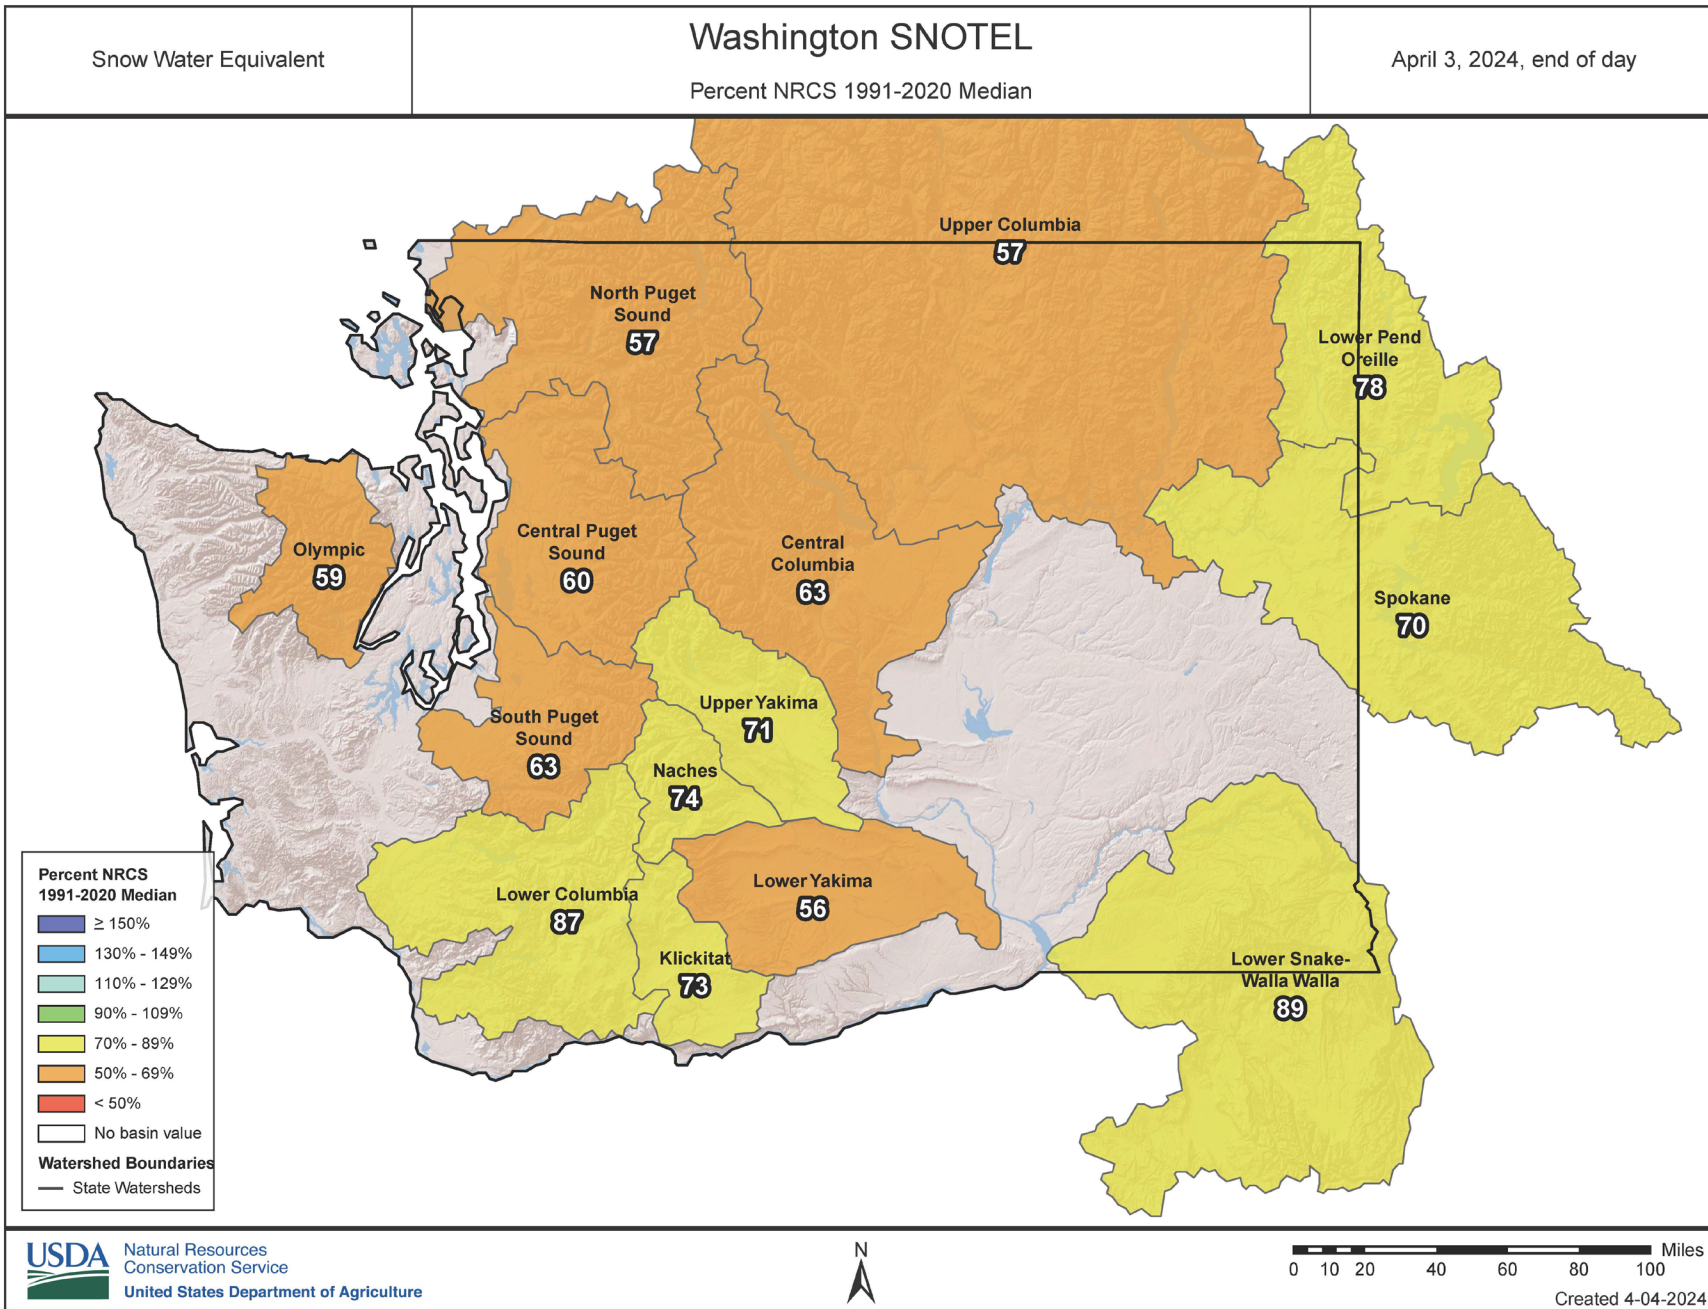 Snow Water Equivalent
Washington SNOTEL
Percent NRCS 1991-2020 Median
April 3, 2024, end of day
Upper Columbia
57
North Puget
Sound
57
Lower Pend
Oreille
78
Central Puget
Sound
60
Central
Columbia
63
Olympic
59
Spokane
70
Upper Yakima
71
South Puget
Sound
63
Naches
74
Lower Yakima
56
Lower Columbia
87
Klickitat
73
Lower Snake-
Walla Walla
89
Percent NRCS
1991-2020 Median
≥ 150%
130% - 149%
110% - 129%
90% - 109%
70% - 89%
50% - 69%
< 50%
No basin value
Watershed Boundaries
State Watersheds
USDA
Natural Resources
Conservation Service
United States Department of Agriculture
N
Miles
0 10 20 40 60 80 100
Created 4-04-2024